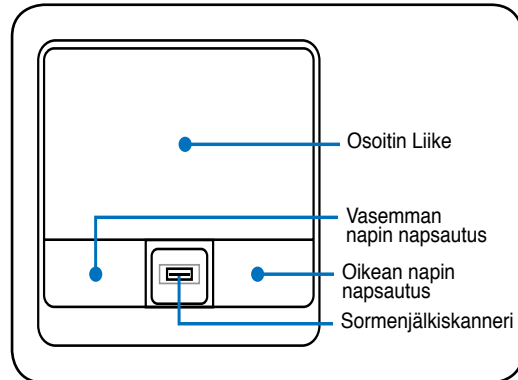 Osoitin Liike
Vasemman
napin napsautus
Oikean napin
napsautus
Sormenjälkiskanneri